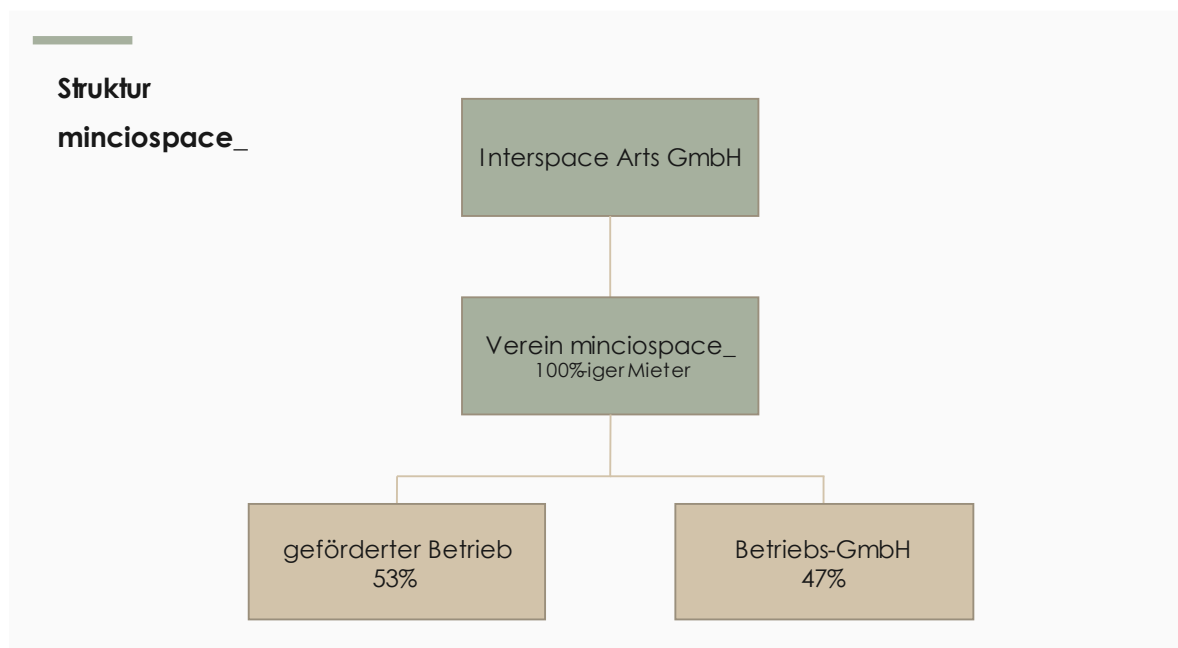 Struktur
minciospace_
Interspace Arts GmbH
Verein minciospace_
100%-iger Mieter
geförderter Betrieb
53%
Betriebs-GmbH
47%